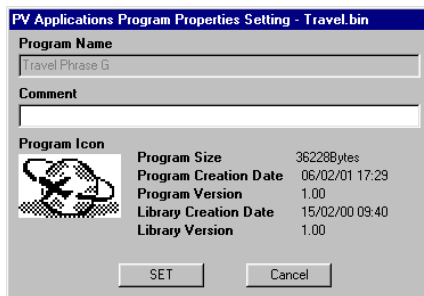 PV Applications Program Properties Setting - Travel.bin
Program Name
Travel Phrase G
Comment
Program Icon
Program Size 36228Bytes
Program Creation Date 06/02/01 17:29
Program Version 1.00
Library Creation Date 15/02/00 09:40
Library Version 1.00
SET Cancel